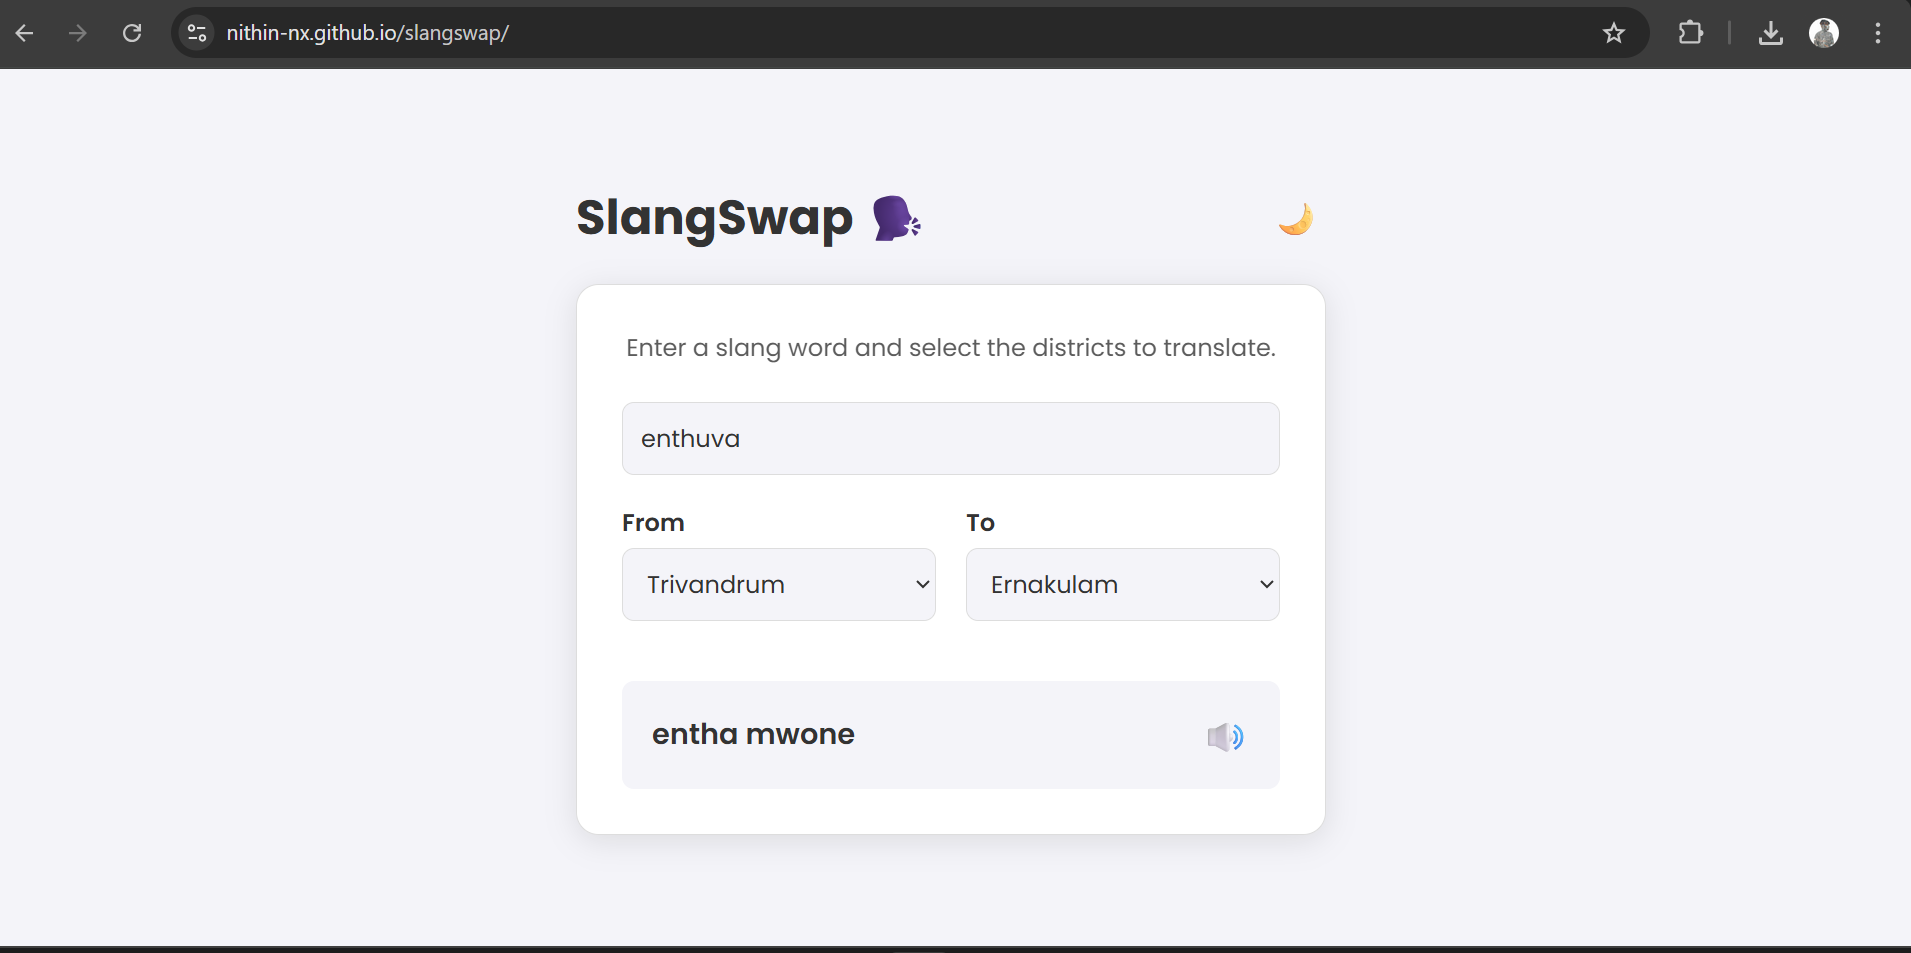 nithin-nx.github.io/slangswap/
SlangSwap
Enter a slang word and select the districts to translate.
enthuva
From To
Trivandrum Ernakulam
entha mwone